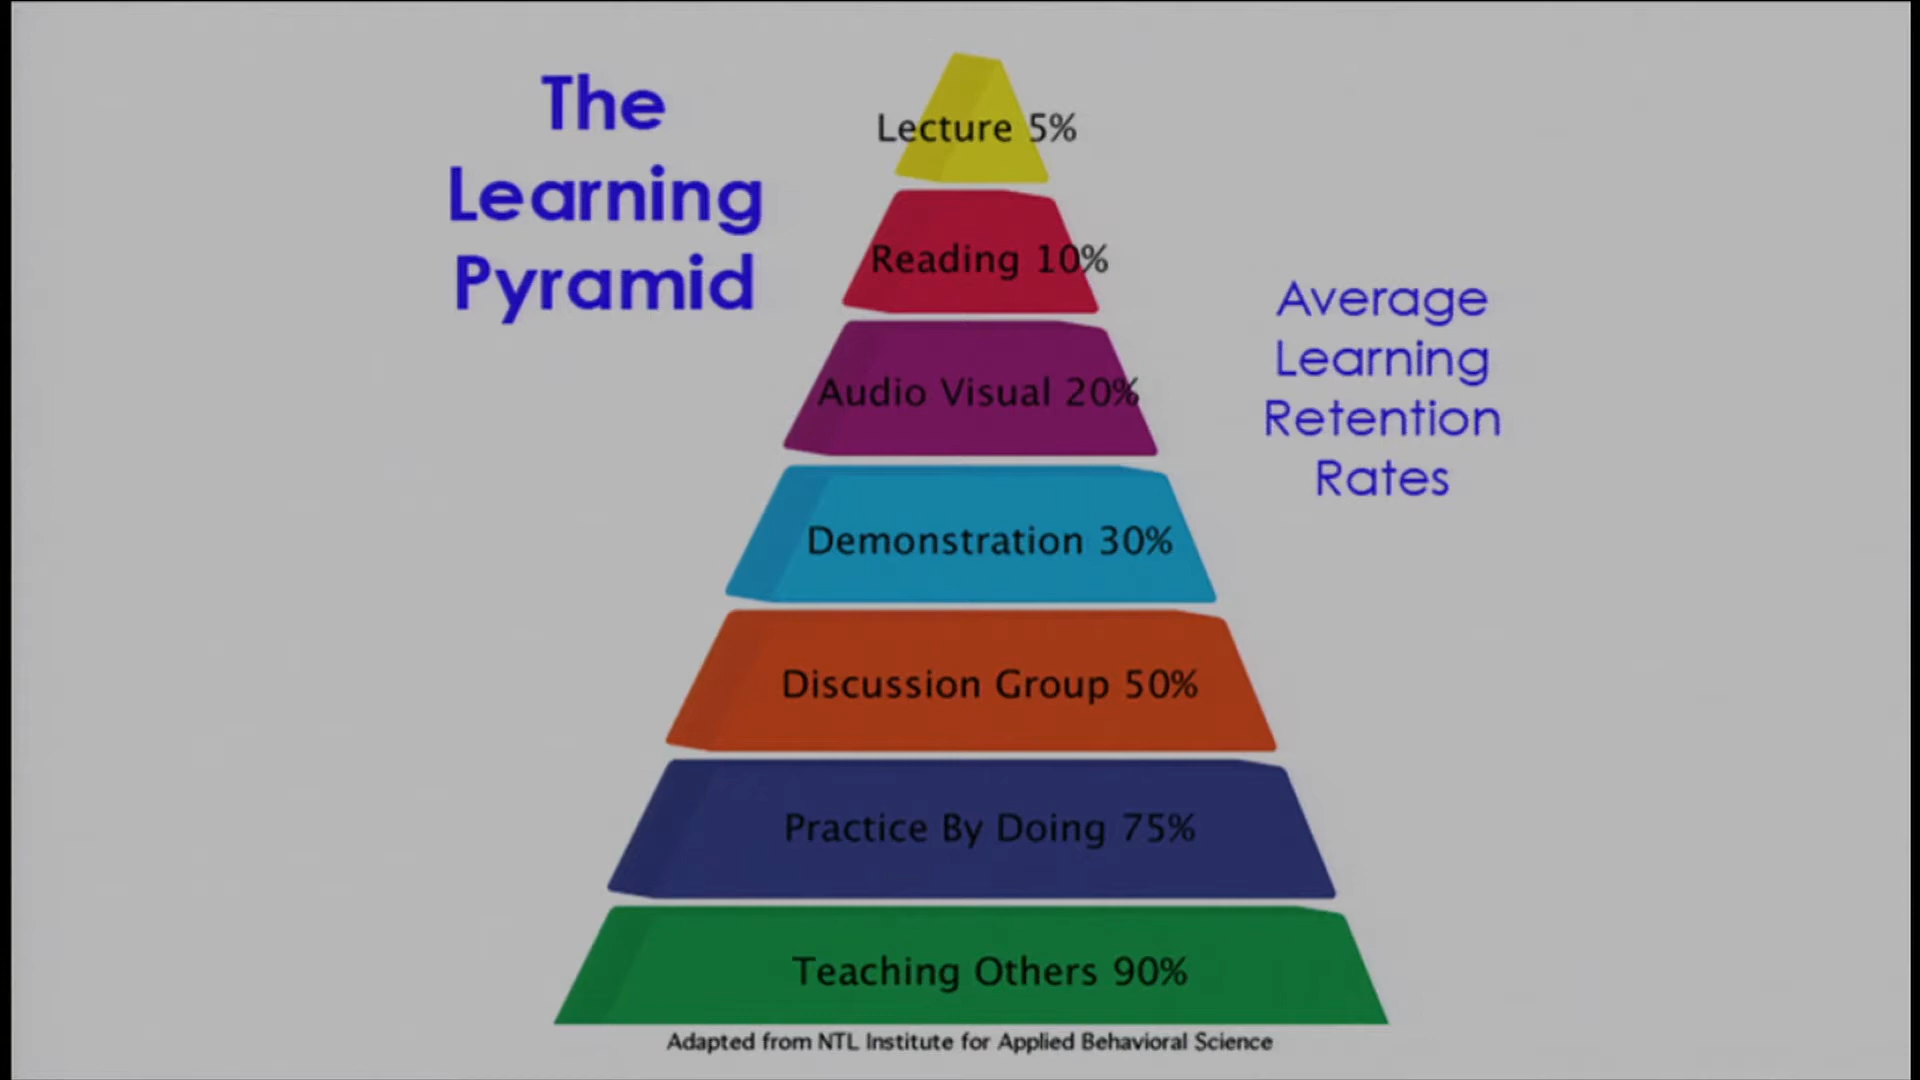 The
Learning
Pyramid
Lecture 5%
Reading 10%
Audio Visual 20%
Demonstration 30%
Discussion Group 50%
Practice By Doing 75%
Teaching Others 90%
Average
Learning
Retention
Rates
Adapted from NTL Institute for Applied Behavioral Science